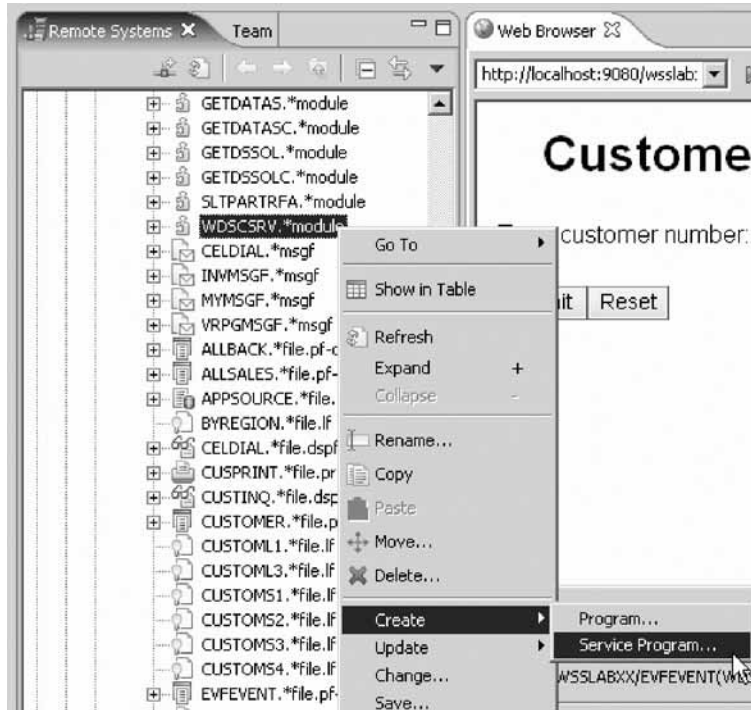 Remote Systems
Team
GETDATAS.*module
GETDATASC.*module
GETDSSOL.*module
GETDSSOLC.*module
SLTPARTRFA.*module
WDSCSRV.*module
CELDIAL.*msgf
INVMSGF.*msgf
MYMSGF.*msgf
VRPGMSGF.*msgf
ALLBACK.*file.pf-
ALLSALES.*file.pf-
APPSOURCE.*file.
BYREGION.*file.lf
CELDIAL.*file.dspf
CUSPRINT.*file.pr
CUSTINQ.*file.dsp
CUSTOMER.*file.p
CUSTOML1.*file.lf
CUSTOML3.*file.lf
CUSTOMS1.*file.lf
CUSTOMS2.*file.lf
CUSTOMS3.*file.lf
CUSTOMS4.*file.lf
EVFEVENT.*file.pf-
Go To
Show in Table
Refresh
Expand +
Collapse -
Rename...
Copy
Paste
Move...
Delete...
Create
Update
Change...
Save...
Program...
Service Program...
Web Browser
http://localhost:9080/wsslab:
Custome
customer number:
it
Reset
WSSLABXX/EVFEVENT(